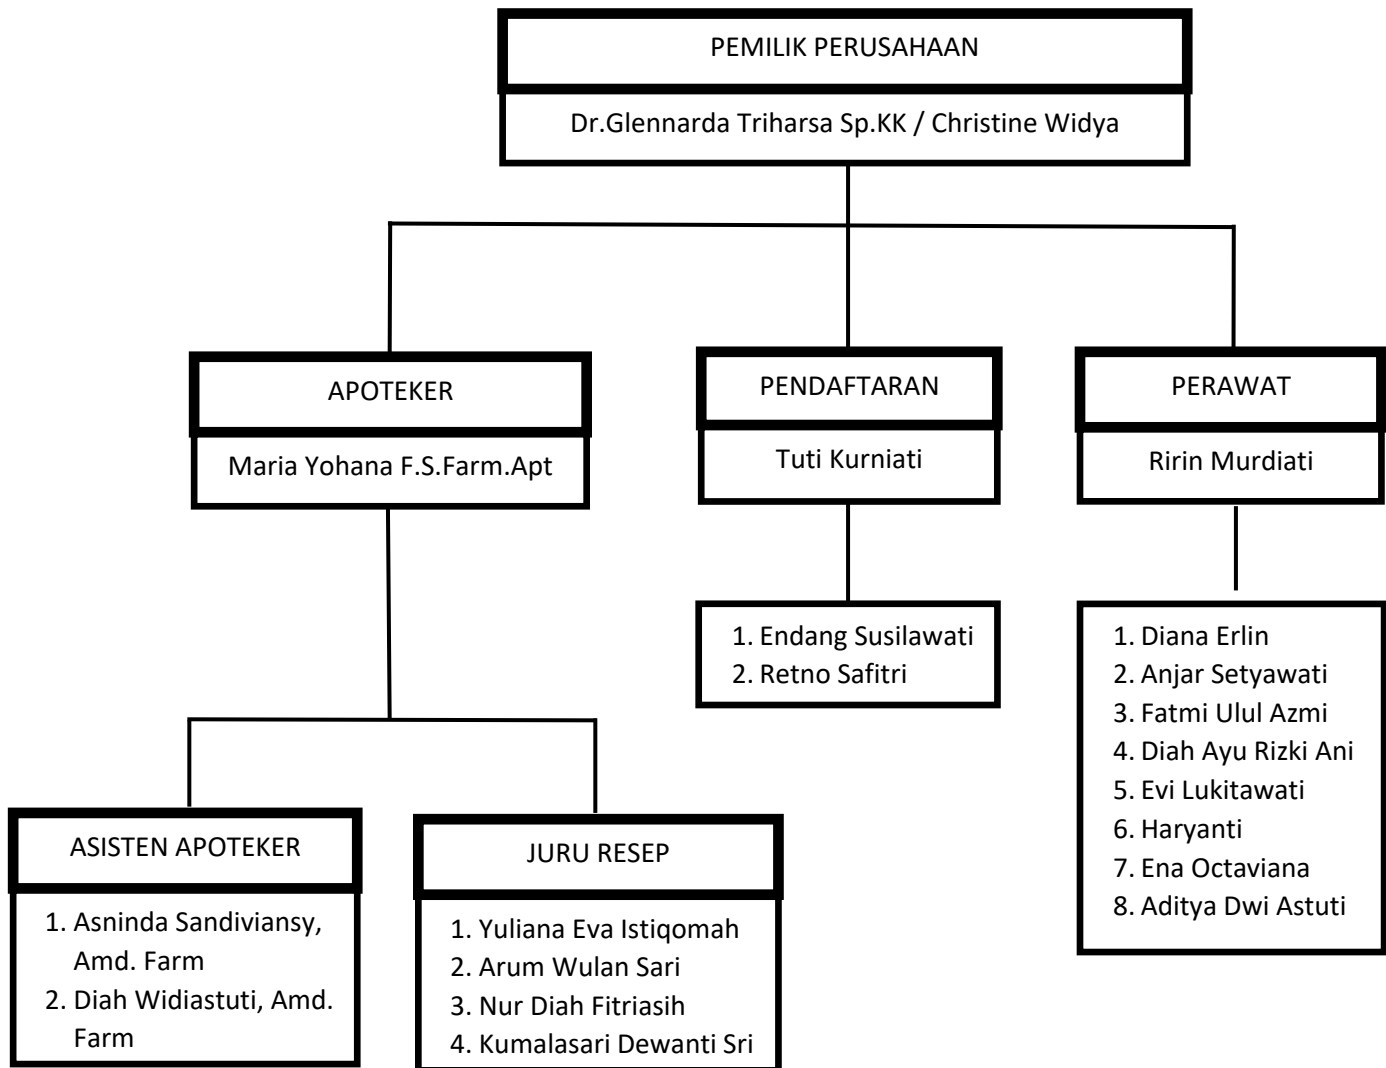 PEMILIK PERUSAHAAN
Dr.Glennarda Triharsa Sp.KK / Christine Widya
APOTEKER
Maria Yohana F.S.Farm.Apt
PENDAFTARAN
Tuti Kurniati
PERAWAT
Ririn Murdiati
1. Endang Susilawati
2. Retno Safitri
1. Diana Erlin
2. Anjar Setyawati
3. Fatmi Ulul Azmi
4. Diah Ayu Rizki Ani
5. Evi Lukitawati
6. Haryanti
7. Ena Octaviana
8. Aditya Dwi Astuti
ASISTEN APOTEKER
1. Asninda Sandiviansy,
Amd. Farm
2. Diah Widiastuti, Amd.
Farm
JURU RESEP
1. Yuliana Eva Istiqomah
2. Arum Wulan Sari
3. Nur Diah Fitriasih
4. Kumalasari Dewanti Sri